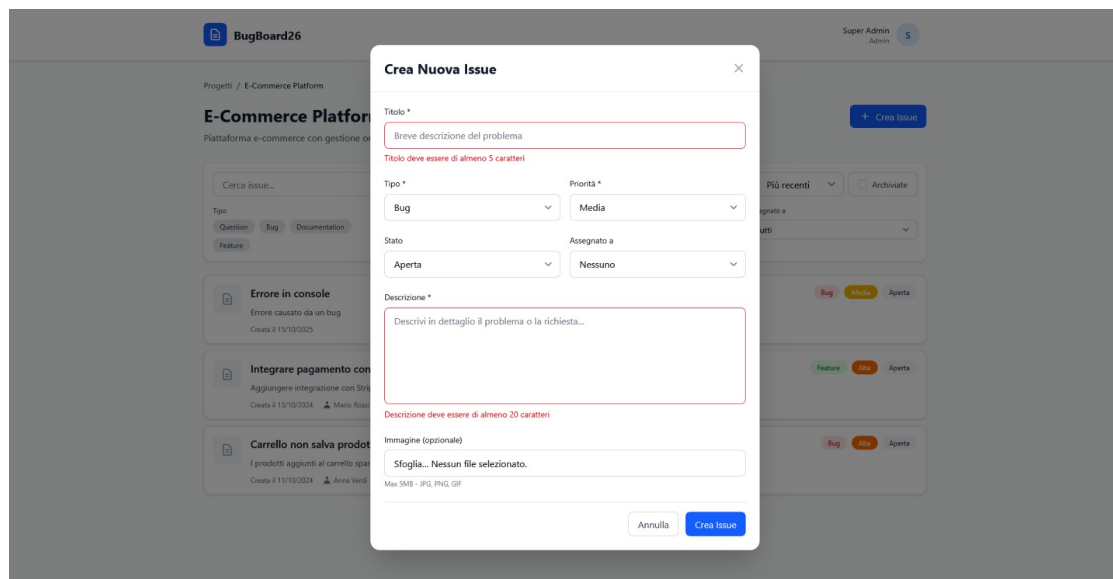 BugBoard26
Super Admin
Admin
S
Progetti / E-Commerce Platform
E-Commerce Platfor
Piattaforma e-commerce con gestione
+ Crea Issue
Cerca issue...
Più recenti
Archiviate
Tipo
Question Bug Documentation
Feature
egnato a
utti
Errore in console
Errore causato da un bug
Creata il 15/10/2025
Bug Media Aperta
Integrare pagamento con
Aggiungere integrazione con Strip
Creata il 13/10/2024 Mario Rossi
Feature Alta Aperta
Carrello non salva prodot
I prodotti aggiunti al carrello spar
Creata il 11/10/2024 Anna Verdi
Bug Alta Aperta
Crea Nuova Issue
Titolo *
Breve descrizione del problema
Titolo deve essere di almeno 5 caratteri
Tipo * Priorità *
Bug Media
Stato Assegnato a
Aperta Nessuno
Descrizione *
Descrivi in dettaglio il problema o la richiesta...
Descrizione deve essere di almeno 20 caratteri
Immagine (opzionale)
Sfoglia... Nessun file selezionato.
Max 5MB - JPG, PNG, GIF
Annulla Crea Issue